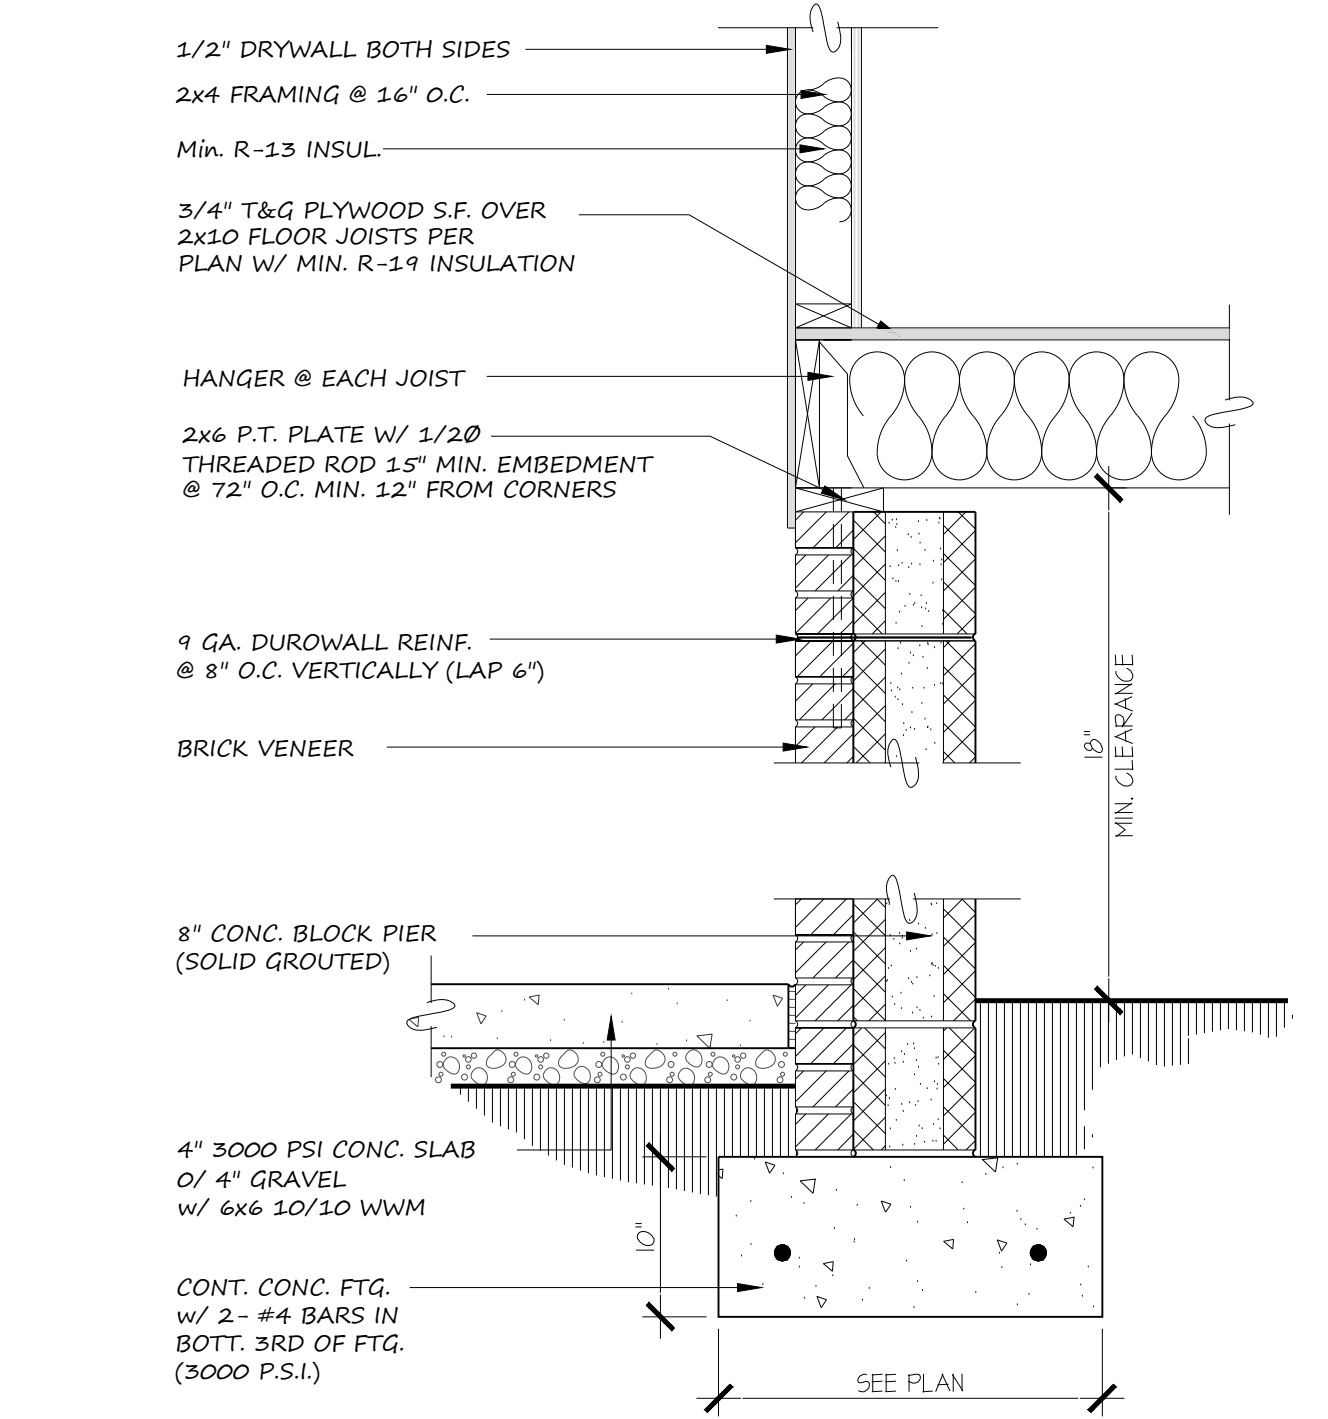 1/2" DRYWALL BOTH SIDES
2x4 FRAMING @ 16" O.C.
Min. R-13 INSUL.
3/4" T&G PLYWOOD S.F. OVER
2x10 FLOOR JOISTS PER
PLAN W/ MIN. R-19 INSULATION
HANGER @ EACH JOIST
2x6 P.T. PLATE W/ 1/2Ø
THREADED ROD 15" MIN. EMBEDMENT
@ 72" O.C. MIN. 12" FROM CORNERS
9 GA. DUROWALL REINF.
@ 8" O.C. VERTICALLY (LAP 6")
BRICK VENEER
18"
MIN. CLEARANCE
8" CONC. BLOCK PIER
(SOLID GROUTED)
4" 3000 PSI CONC. SLAB
O/ 4" GRAVEL
w/ 6x6 10/10 WWM
10"
CONT. CONC. FTG.
w/ 2- #4 BARS IN
BOTT. 3RD OF FTG.
(3000 P.S.I.)
SEE PLAN